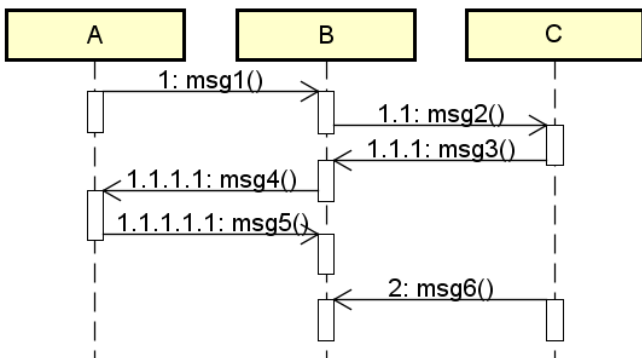 A B C
1: msg1()
1.1: msg2()
1.1.1: msg3()
1.1.1.1: msg4()
1.1.1.1.1: msg5()
2: msg6()